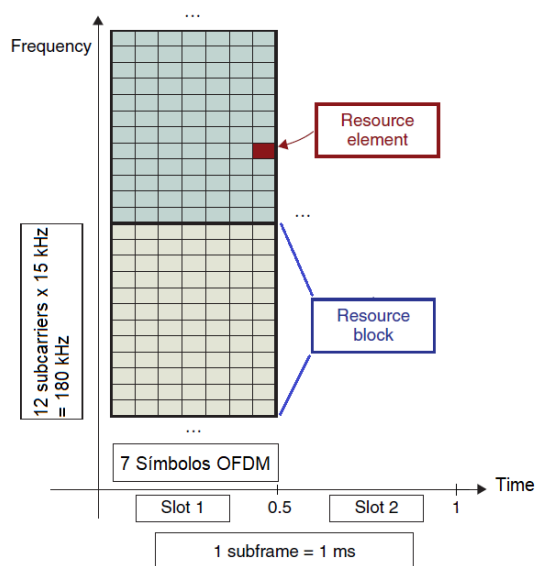 ...
Frequency
Resource
element
...
12 subcarriers x 15 kHz
= 180 kHz
Resource
block
...
7 Símbolos OFDM
Time
Slot 1
0.5
Slot 2
1
1 subframe = 1 ms